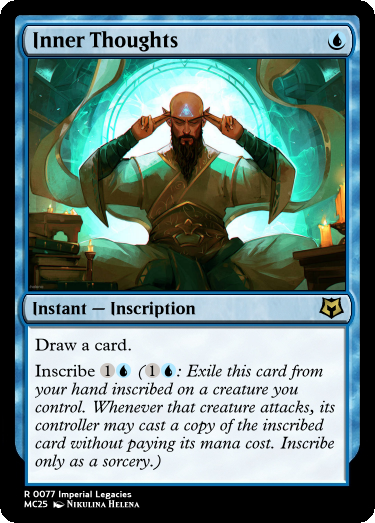 Inner Thoughts
Instant — Inscription
Draw a card.
Inscribe 1 (1: Exile this card from
your hand inscribed on a creature you
control. Whenever that creature attacks, its
controller may cast a copy of the inscribed
card without paying its mana cost. Inscribe
only as a sorcery.)
R 0077 Imperial Legacies
MC25 Nikulina Helena